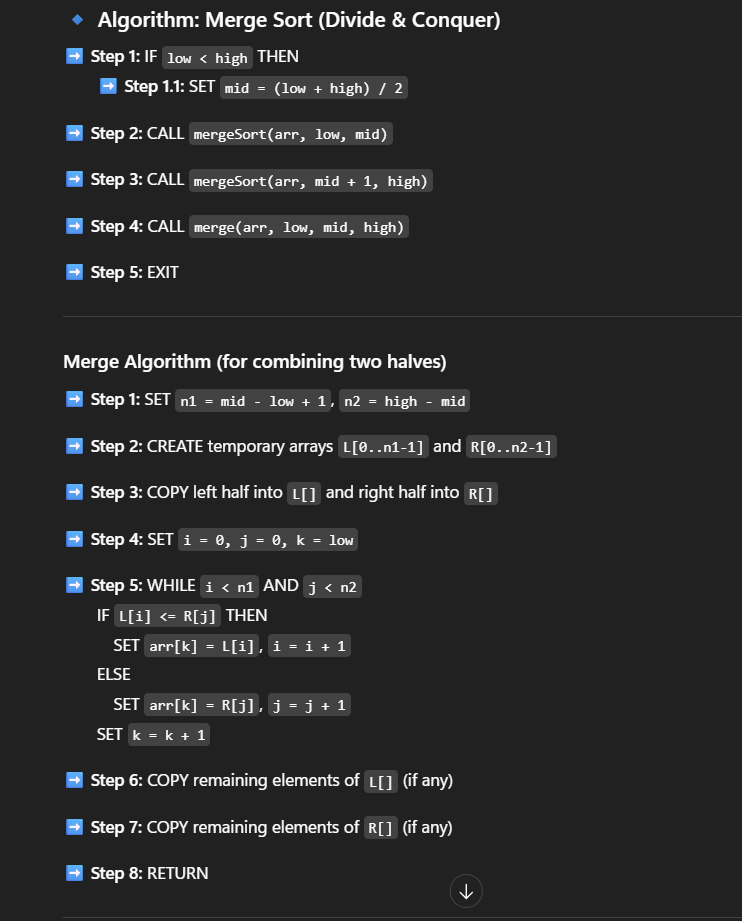 🔹 Algorithm: Merge Sort (Divide & Conquer)
➡️ Step 1: IF low < high THEN
➡️ Step 1.1: SET mid = (low + high) / 2
➡️ Step 2: CALL mergeSort(arr, low, mid)
➡️ Step 3: CALL mergeSort(arr, mid + 1, high)
➡️ Step 4: CALL merge(arr, low, mid, high)
➡️ Step 5: EXIT
Merge Algorithm (for combining two halves)
➡️ Step 1: SET n1 = mid - low + 1, n2 = high - mid
➡️ Step 2: CREATE temporary arrays L[0..n1-1] and R[0..n2-1]
➡️ Step 3: COPY left half into L[] and right half into R[]
➡️ Step 4: SET i = 0, j = 0, k = low
➡️ Step 5: WHILE i < n1 AND j < n2
IF L[i] <= R[j] THEN
SET arr[k] = L[i], i = i + 1
ELSE
SET arr[k] = R[j], j = j + 1
SET k = k + 1
➡️ Step 6: COPY remaining elements of L[] (if any)
➡️ Step 7: COPY remaining elements of R[] (if any)
➡️ Step 8: RETURN